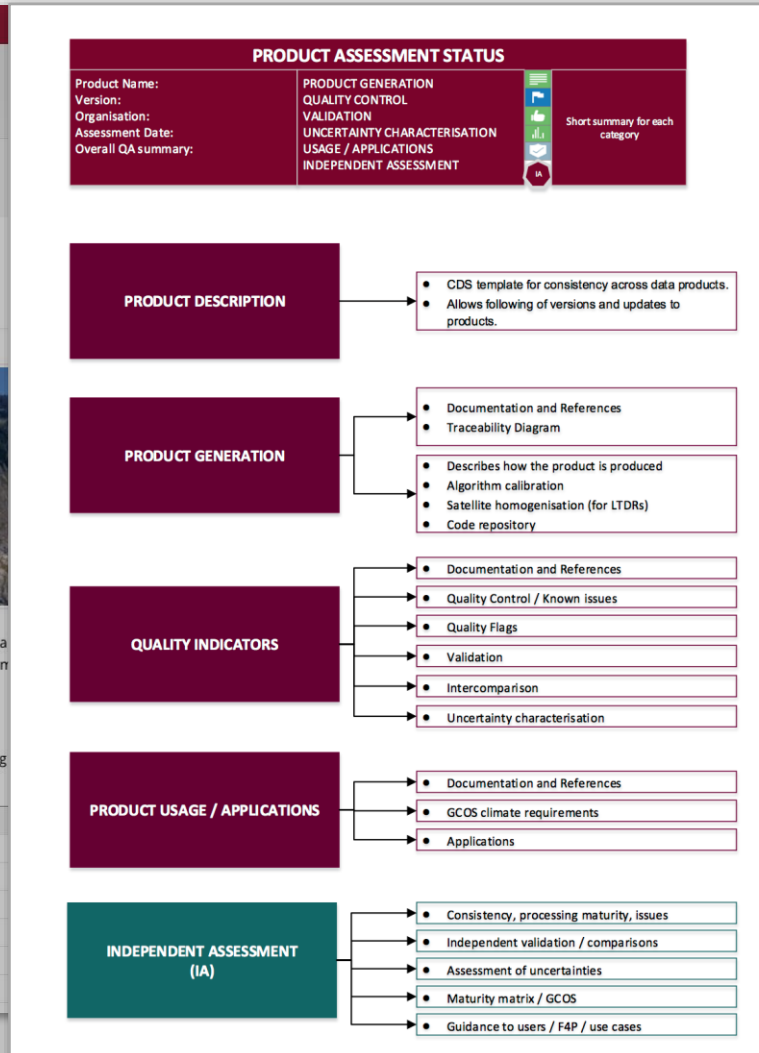 PRODUCT ASSESSMENT STATUS
Product Name:
Version:
Organisation:
Assessment Date:
Overall QA summary:
PRODUCT GENERATION
QUALITY CONTROL
VALIDATION
UNCERTAINTY CHARACTERISATION
USAGE / APPLICATIONS
INDEPENDENT ASSESSMENT
IA
Short summary for each
category
PRODUCT DESCRIPTION
• CDS template for consistency across data products.
• Allows following of versions and updates to
products.
PRODUCT GENERATION
• Documentation and References
• Traceability Diagram
• Describes how the product is produced
• Algorithm calibration
• Satellite homogenisation (for LTDRs)
• Code repository
QUALITY INDICATORS
• Documentation and References
• Quality Control / Known issues
• Quality Flags
• Validation
• Intercomparison
• Uncertainty characterisation
PRODUCT USAGE / APPLICATIONS
• Documentation and References
• GCOS climate requirements
• Applications
INDEPENDENT ASSESSMENT
(IA)
• Consistency, processing maturity, issues
• Independent validation / comparisons
• Assessment of uncertainties
• Maturity matrix / GCOS
• Guidance to users / F4P / use cases